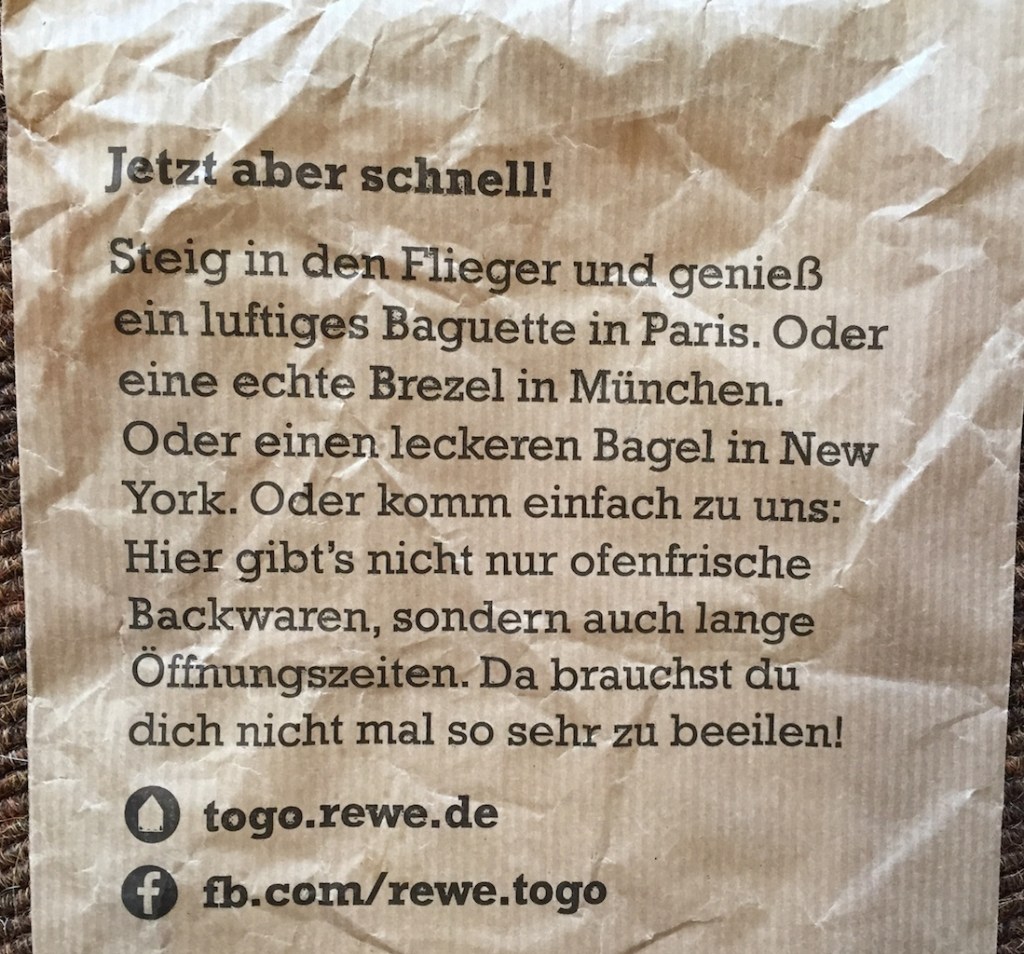 Jetzt aber schnell!
Steig in den Flieger und genieß
ein luftiges Baguette in Paris. Oder
eine echte Brezel in München.
Oder einen leckeren Bagel in New
York. Oder komm einfach zu uns:
Hier gibt's nicht nur ofenfrische
Backwaren, sondern auch lange
Öffnungszeiten. Da brauchst du
dich nicht mal so sehr zu beeilen!
togo.rewe.de
fb.com/rewe.togo